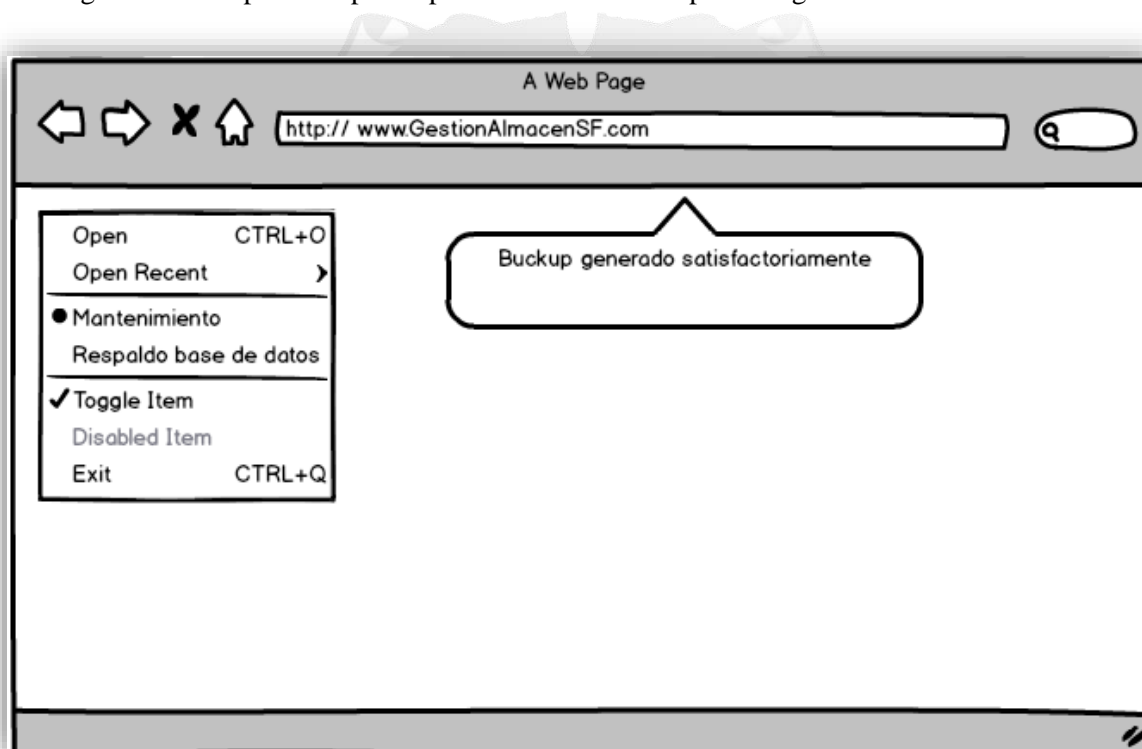 A Web Page
http:// www.GestionAlmacenSF.com
Open CTRL+O
Open Recent
Mantenimiento
Respaldo base de datos
Toggle Item
Disabled Item
Exit CTRL+Q
Buckup generado satisfactoriamente